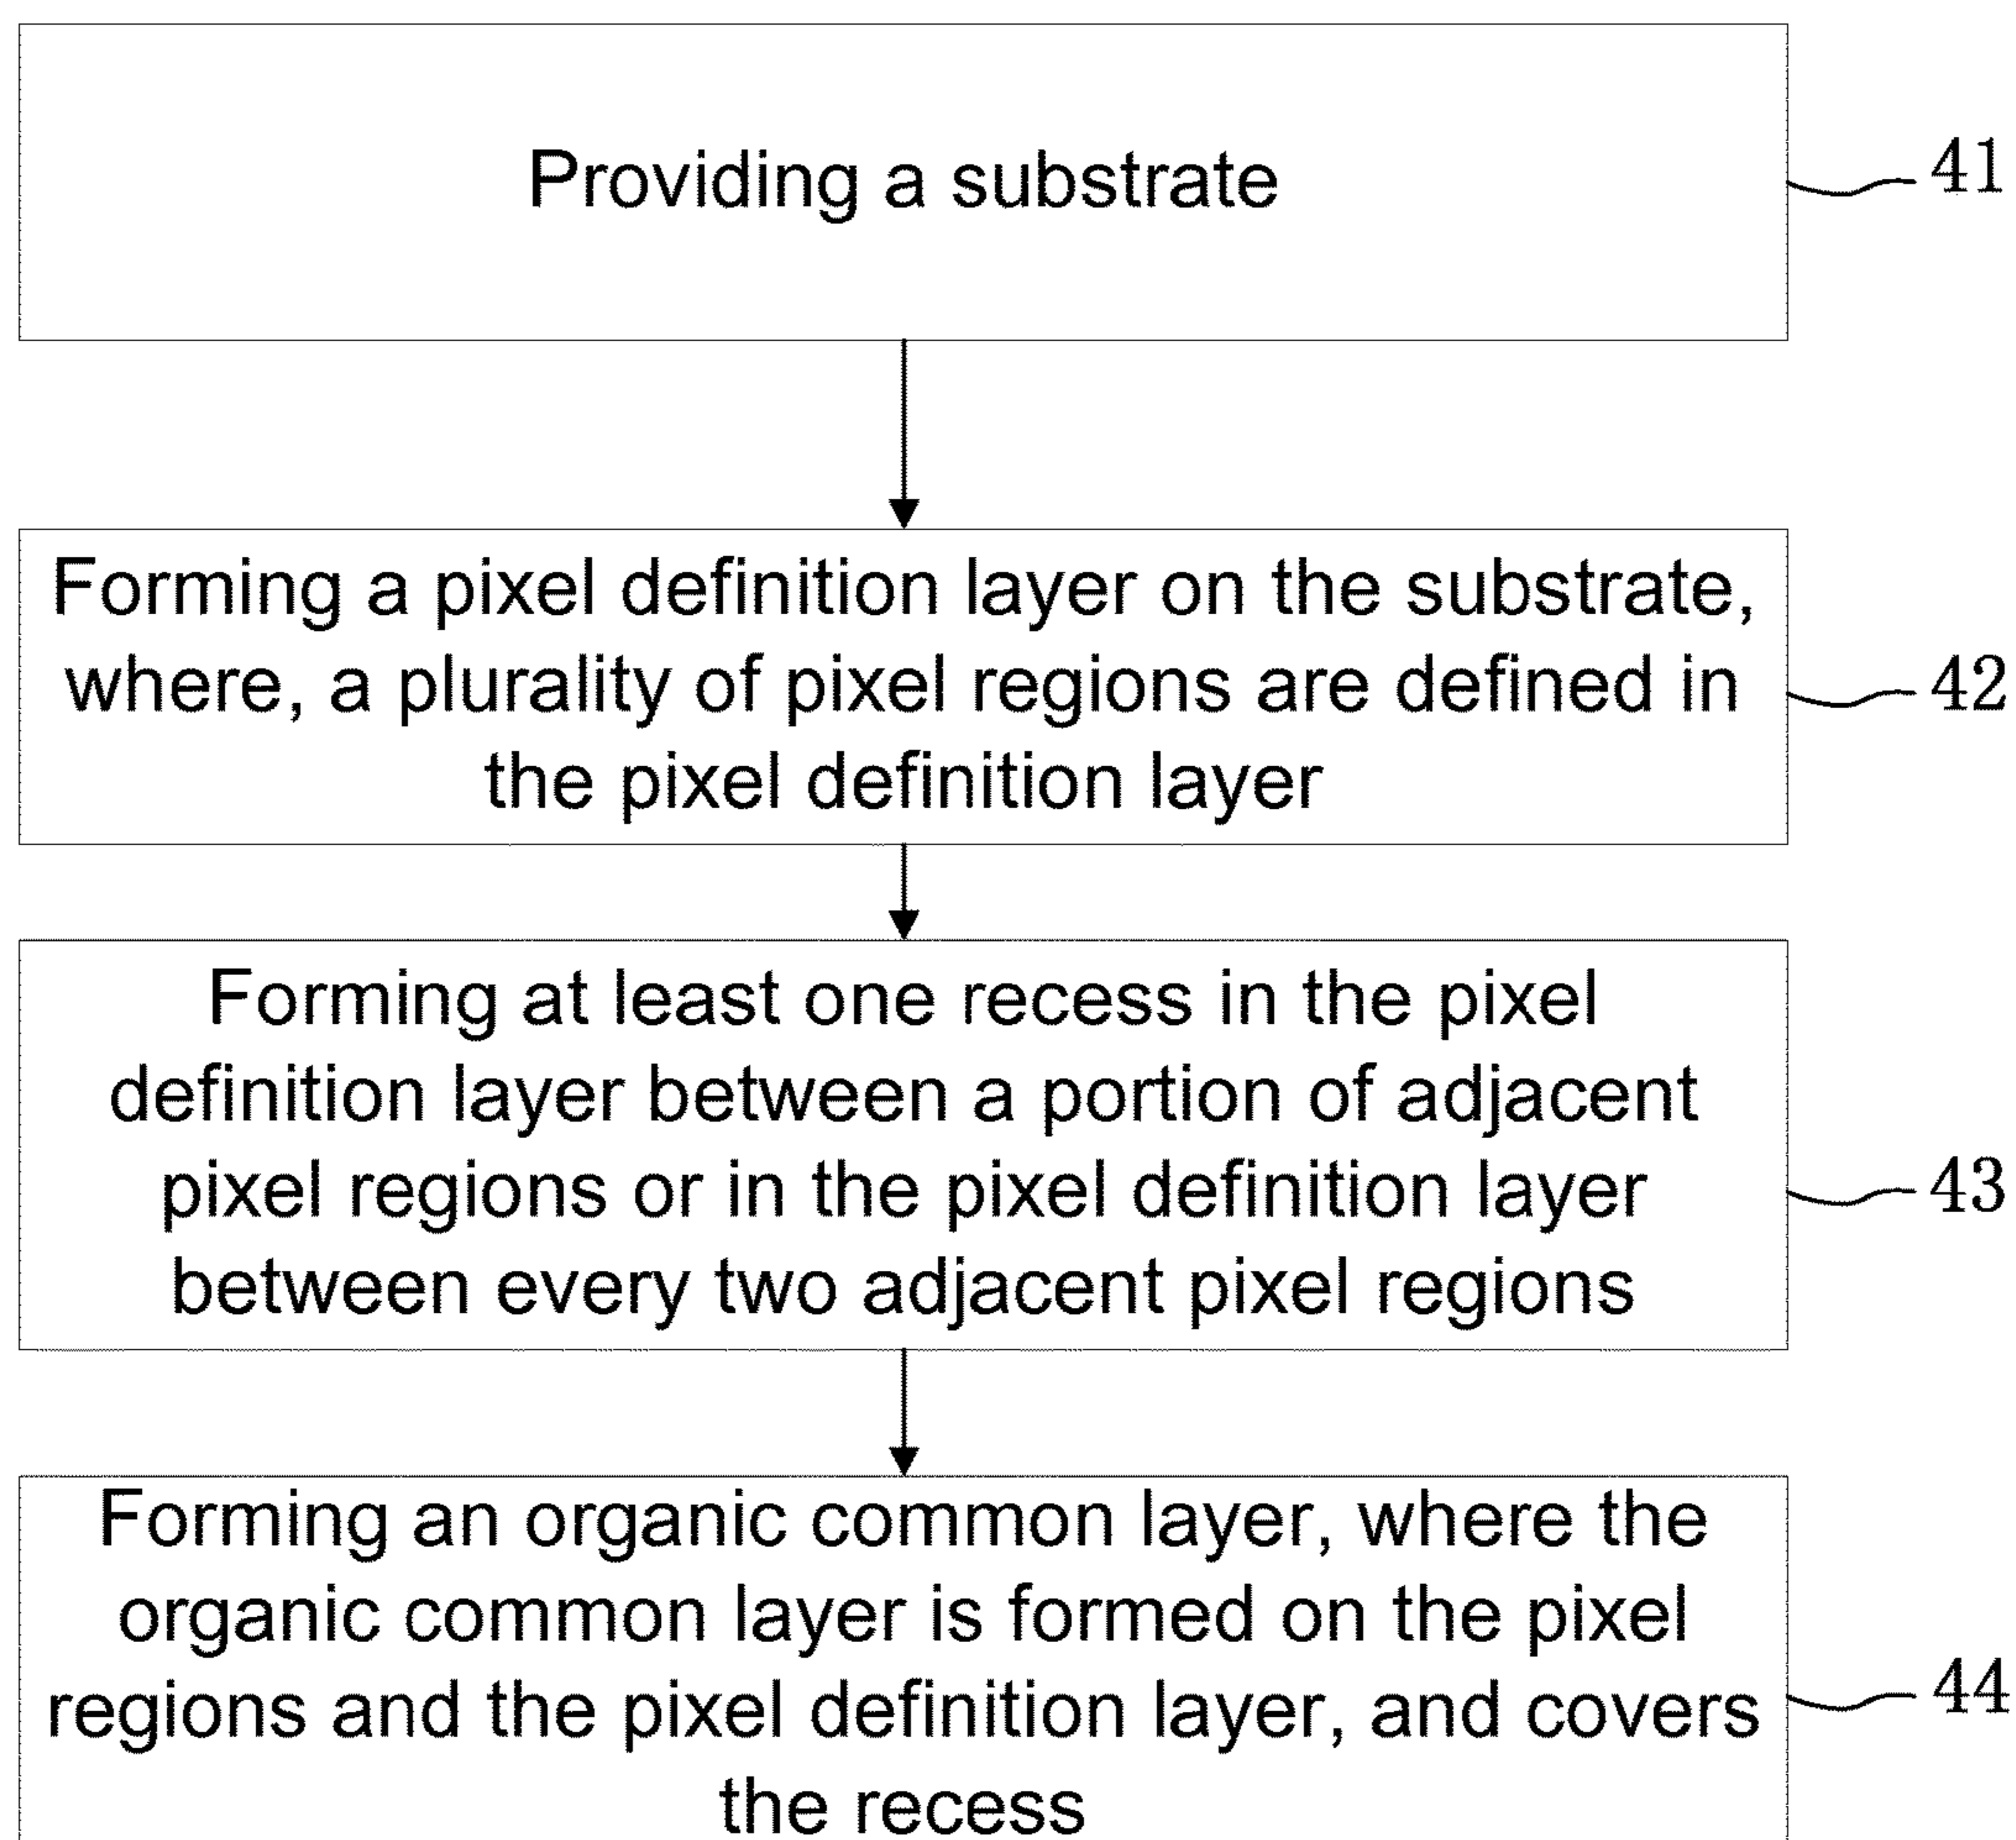 Providing a substrate
41
Forming a pixel definition layer on the substrate,
where, a plurality of pixel regions are defined in
the pixel definition layer
42
Forming at least one recess in the pixel
definition layer between a portion of adjacent
pixel regions or in the pixel definition layer
between every two adjacent pixel regions
43
Forming an organic common layer, where the
organic common layer is formed on the pixel
regions and the pixel definition layer, and covers
the recess
44